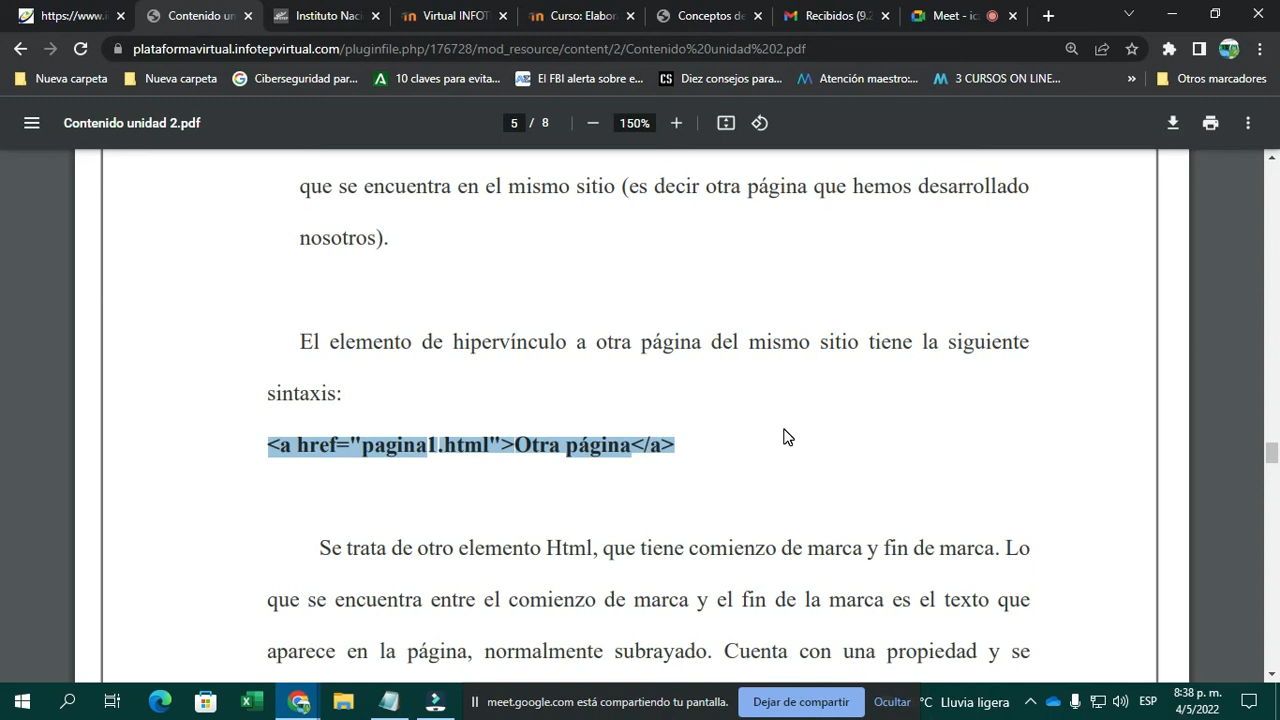 https://www.in
Contenido un
Instituto Naci
Virtual INFOT
Curso: Elabor
Conceptos de
Recibidos (9.2
Meet - ic
plataformavirtual.infotepvirtual.com/pluginfile.php/176728/mod_resource/content/2/Contenido%20unidad%202.pdf
Nueva carpeta
Nueva carpeta
Ciberseguridad par...
10 claves para evita...
El FBI alerta sobre e...
CS Diez consejos para...
Atención maestro:...
3 CURSOS ON LINE...
»
Otros marcadores
Contenido unidad 2.pdf
5 / 8
150%
que se encuentra en el mismo sitio (es decir otra página que hemos desarrollado
nosotros).
El elemento de hipervínculo a otra página del mismo sitio tiene la siguiente
sintaxis:
<a href="pagina1.html">Otra página</a>
Se trata de otro elemento Html, que tiene comienzo de marca y fin de marca. Lo
que se encuentra entre el comienzo de marca y el fin de la marca es el texto que
aparece en la página, normalmente subrayado. Cuenta con una propiedad y se
meet.google.com está compartiendo tu pantalla.
Dejar de compartir
Ocultar
°C Lluvia ligera
ESP
8:38 p. m.
4/5/2022